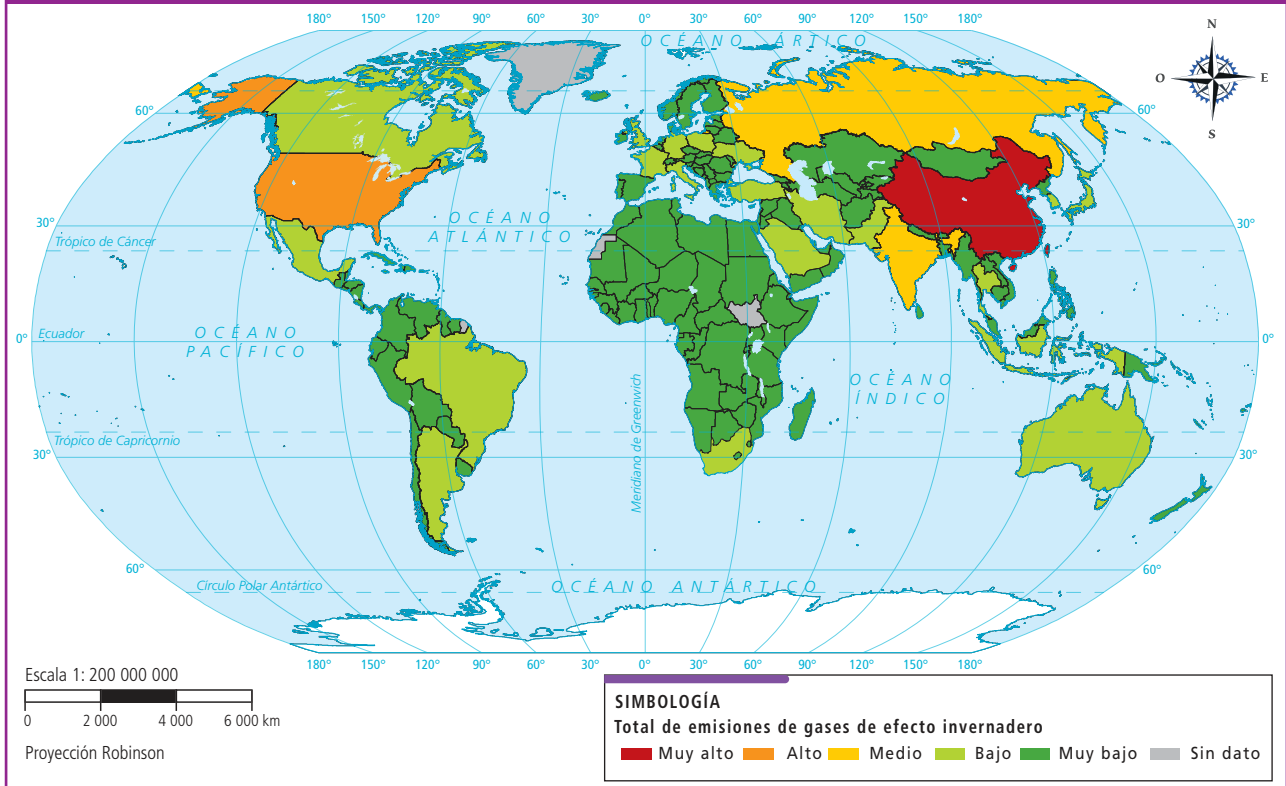 180° 150° 120° 90° 60° 30° 0° 30° 60° 90° 120° 150° 180°
OCÉANO ÁRTICO
N
O E
S
60° 60°
30° 30°
OCÉANO
ATLÁNTICO
Trópico de Cáncer
OCÉANO
PACÍFICO
Ecuador
0° 0°
OCÉANO
ÍNDICO
Meridiano de Greenwich
Trópico de Capricornio
30° 30°
60° 60°
Círculo Polar Antártico
OCÉANO ANTÁRTICO
180° 150° 120° 90° 60° 30° 0° 30° 60° 90° 120° 150° 180°
Escala 1: 200 000 000
0 2 000 4 000 6 000 km
Proyección Robinson
SIMBOLOGÍA
Total de emisiones de gases de efecto invernadero
Muy alto Alto Medio Bajo Muy bajo Sin dato